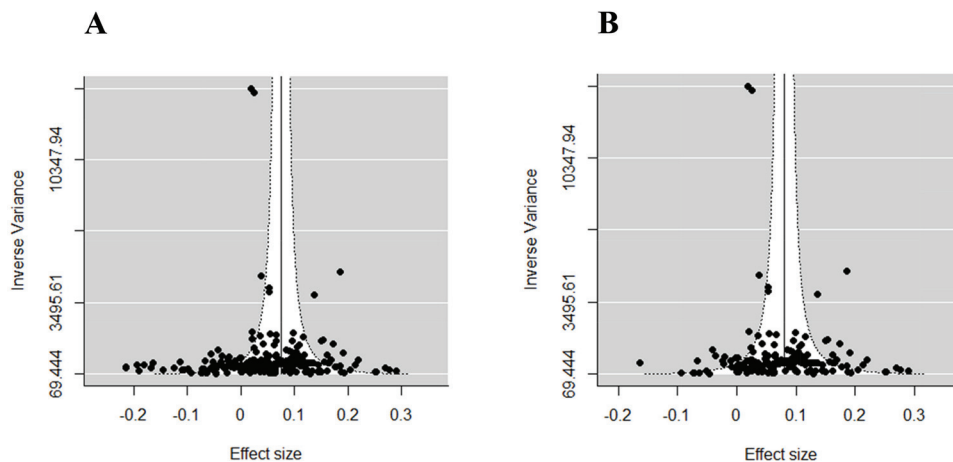 A
B
Inverse Variance
10347.94
3495.61
69.444
-0.2 -0.1 0 0.1 0.2 0.3
Effect size
Inverse Variance
10347.94
3495.61
69.444
-0.2 -0.1 0 0.1 0.2 0.3
Effect size